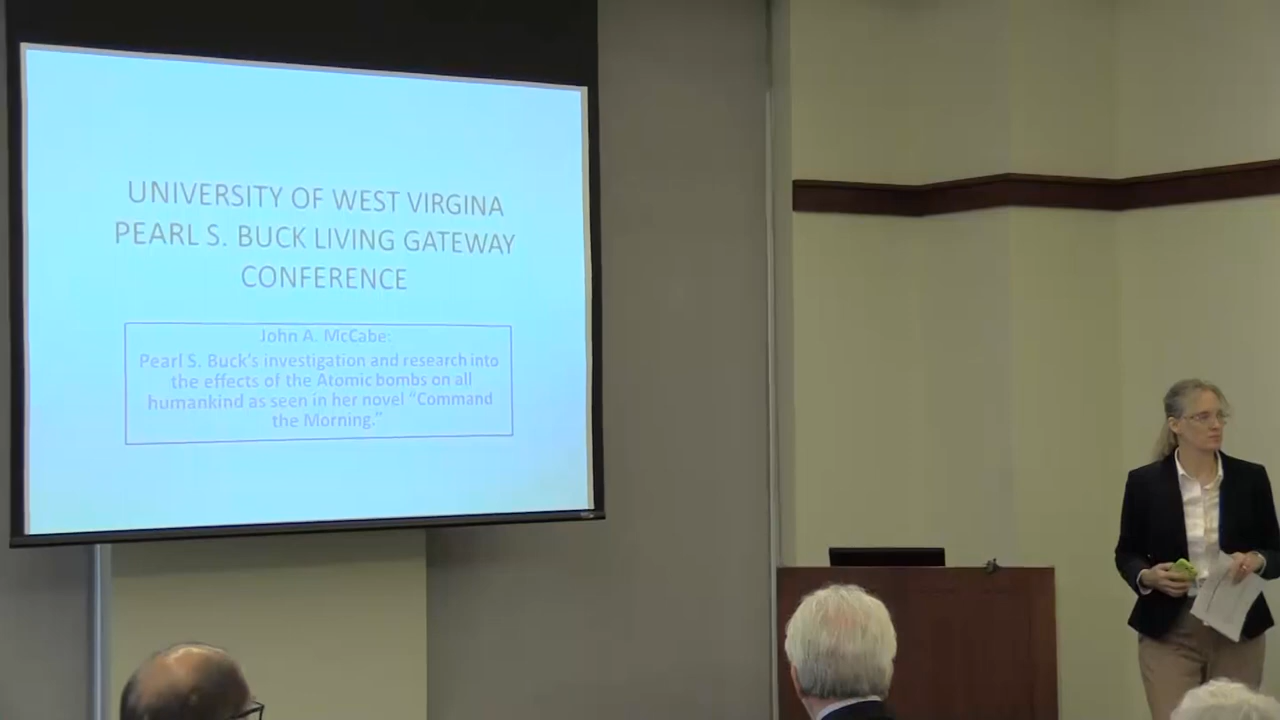 UNIVERSITY OF WEST VIRGINA
PEARL S. BUCK LIVING GATEWAY
CONFERENCE
John A. McCabe:
Pearl S. Buck's investigation and research into
the effects of the Atomic bombs on all
humankind as seen in her novel “Command
the Morning.”